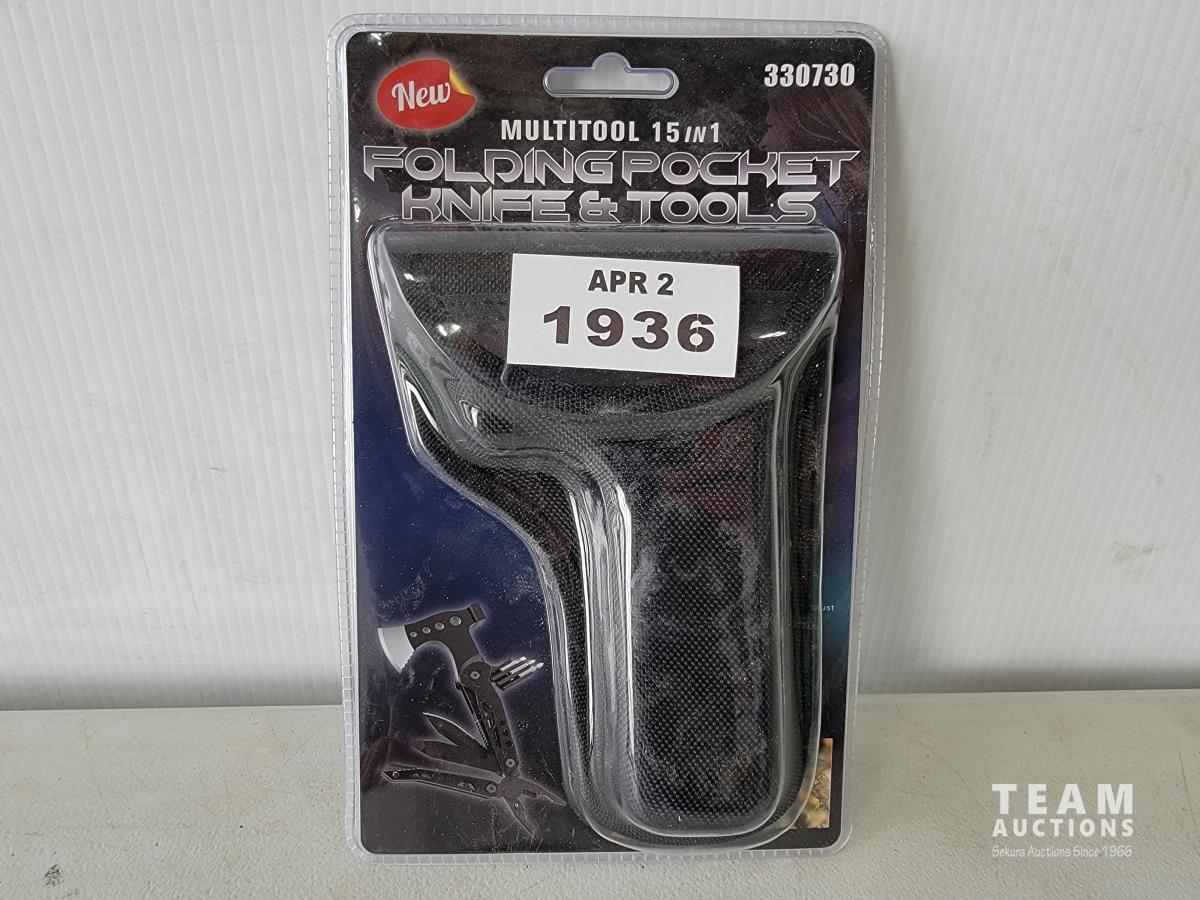 New
330730
MULTITOOL 15 IN 1
FOLDING POCKET
KNIFE & TOOLS
APR 2
1936
TEAM
AUCTIONS
Sekura Auctions Since 1966